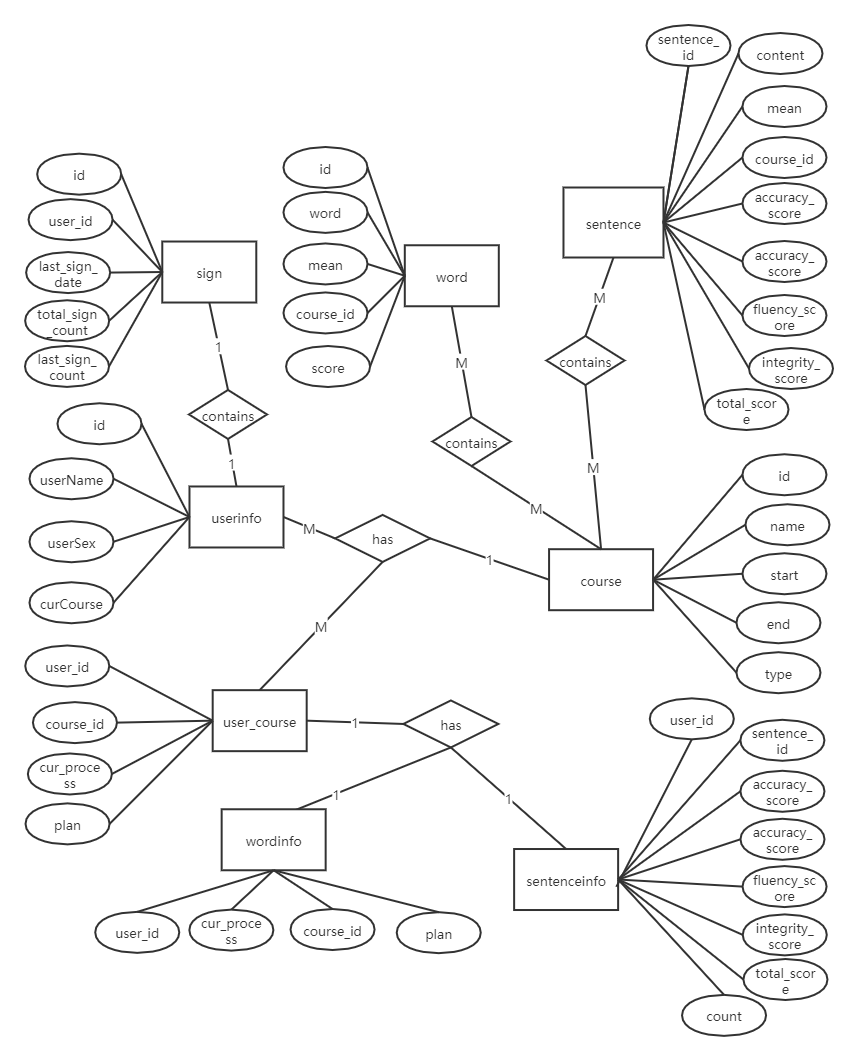 sentence_
id
content
mean
course_id
accuracy_
score
accuracy_
score
fluency_sc
ore
integrity_
score
total_scor
e
sentence
id
user_id
last_sign_
date
total_sign
_count
last_sign_
count
sign
id
word
mean
course_id
score
word
M
1
M
contains
contains
contains
1
M
M
id
userName
userSex
curCourse
userinfo
M
has
1
course
id
name
start
end
type
M
user_id
course_id
cur_proce
ss
plan
user_course
1
has
1
1
wordinfo
user_id
cur_proce
ss
course_id
plan
sentenceinfo
user_id
sentence_
id
accuracy_
score
accuracy_
score
fluency_sc
ore
integrity_
score
total_scor
e
count